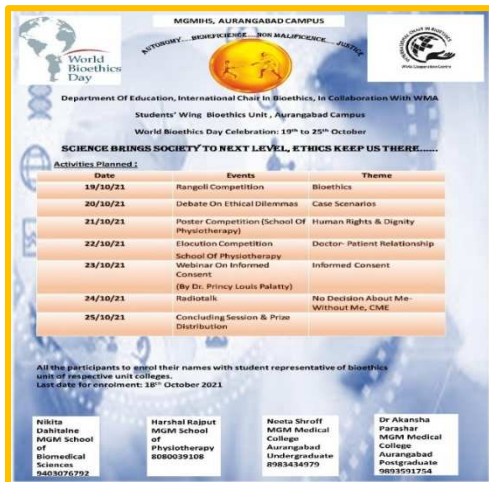 MGMIHS, AURANGABAD CAMPUS
AUTONOMY.....BENEFICIENCE.....NON MALIFICIENCE.....JUSTICE
World
Bioethics
Day
Department Of Education, International Chair In Bioethics, In Collaboration With WMA
Students' Wing Bioethics Unit , Aurangabad Campus
World Bioethics Day Celebration: 19th to 25th October
SCIENCE BRINGS SOCIETY TO NEXT LEVEL, ETHICS KEEP US THERE......
Activities Planned :
Date Events Theme
19/10/21 Rangoli Competition Bioethics
20/10/21 Debate On Ethical Dilemmas Case Scenarios
21/10/21 Poster Competition (School Of Physiotherapy) Human Rights & Dignity
22/10/21 Elocution Competition Doctor- Patient Relationship
School Of Physiotherapy
23/10/21 Webinar On Informed Consent Informed Consent
(By Dr. Princy Louis Palatty)
24/10/21 Radiotalk No Decision About Me- Without Me, CME
25/10/21 Concluding Session & Prize Distribution
All the participants to enrol their names with student representative of bioethics
unit of respective unit colleges.
Last date for enrolment: 18th October 2021
Nikita
Dahitalne
MGM School
of
Biomedical
Sciences
9403076792
Harshal Rajput
MGM School
of
Physiotherapy
8080039108
Neeta Shroff
MGM Medical
College
Aurangabad
Undergraduate
8983434979
Dr Akansha
Parashar
MGM Medical
College
Aurangabad
Postgraduate
9893591754